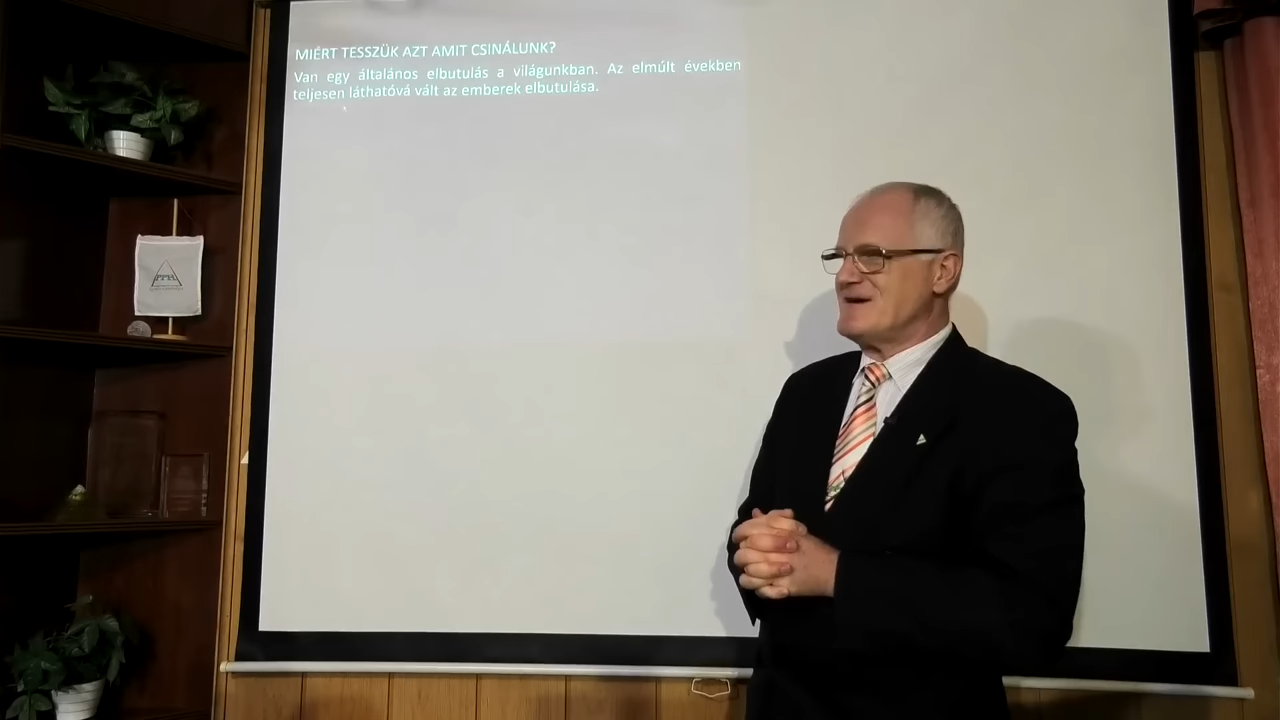 MIÉRT TESSZÜK AZT AMIT CSINÁLUNK?
Van egy általános elbutulás a világunkban. Az elmúlt években
teljesen láthatóvá vált az emberek elbutulása.